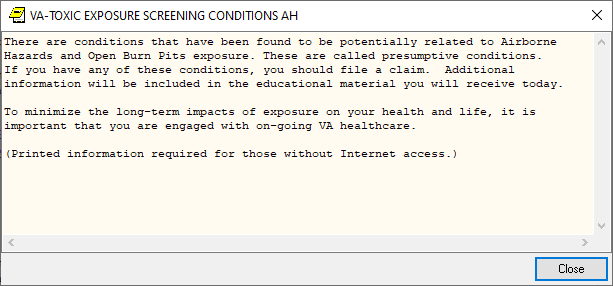 VA-TOXIC EXPOSURE SCREENING CONDITIONS AH
There are conditions that have been found to be potentially related to Airborne
Hazards and Open Burn Pits exposure. These are called presumptive conditions.
If you have any of these conditions, you should file a claim.  Additional
information will be included in the educational material you will receive today.
To minimize the long-term impacts of exposure on your health and life, it is
important that you are engaged with on-going VA healthcare.
(Printed information required for those without Internet access.)
Close